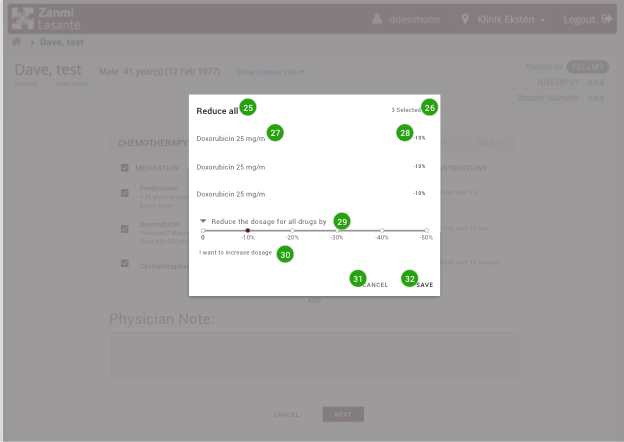 Zanmi
Lasante
ddesimone
Klinik Ekstèn
Logout
> Dave, test
Dave, test
Male 41 year(s) (12 Feb 1977)
Show Contact Info
Patient ID Y2CLM7
HIVEMR-V1 Add
Dossier Number Add
Reduce all 25
3 Selected 26
Doxorubicin 25 mg/m 27
28 -10%
Doxorubicin 25 mg/m
-10%
Doxorubicin 25 mg/m
-10%
Reduce the dosage for all drugs by 29
0 -10% -20% -30% -40% -50%
I want to increase dosage 30
31 CANCEL
32 SAVE
CHEMOTHERAPY
DELETE
MEDICATION
STRUCTIONS
Prednisone
Doxorubicin
Cyclophospha
ADD
Physician Note:
CANCEL
NEXT